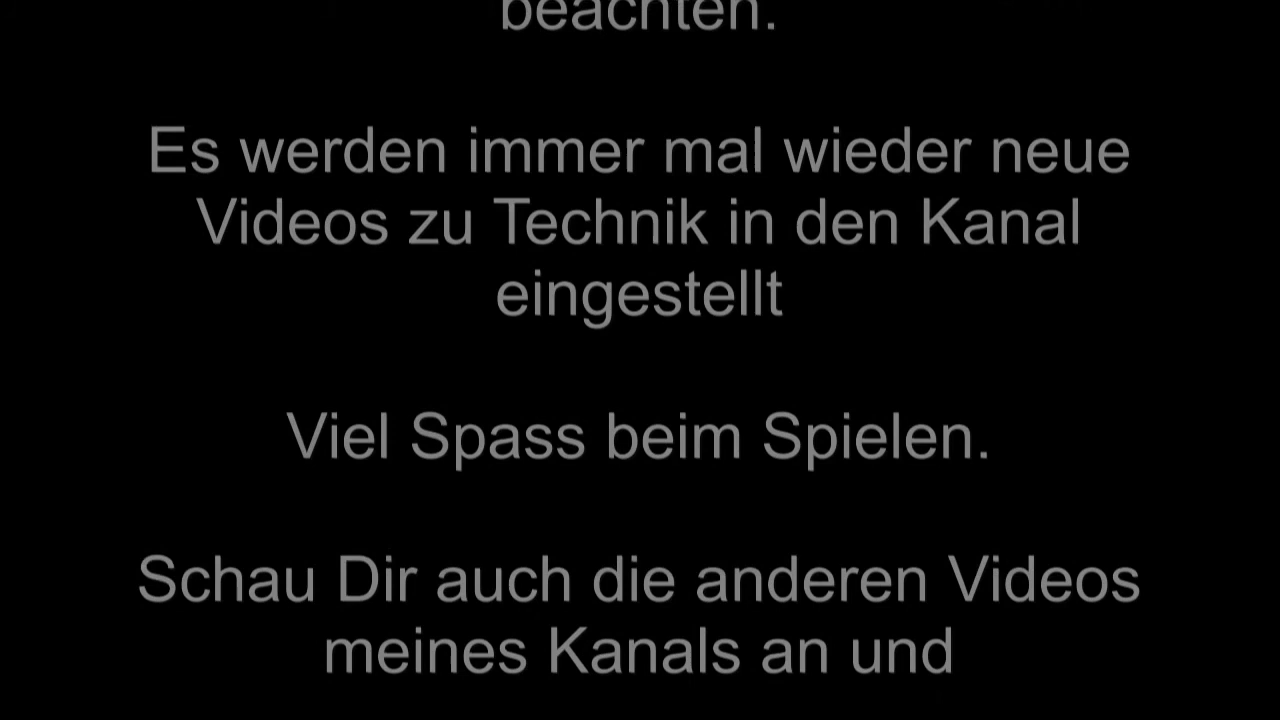 beachten.
Es werden immer mal wieder neue
Videos zu Technik in den Kanal
eingestellt
Viel Spass beim Spielen.
Schau Dir auch die anderen Videos
meines Kanals an und